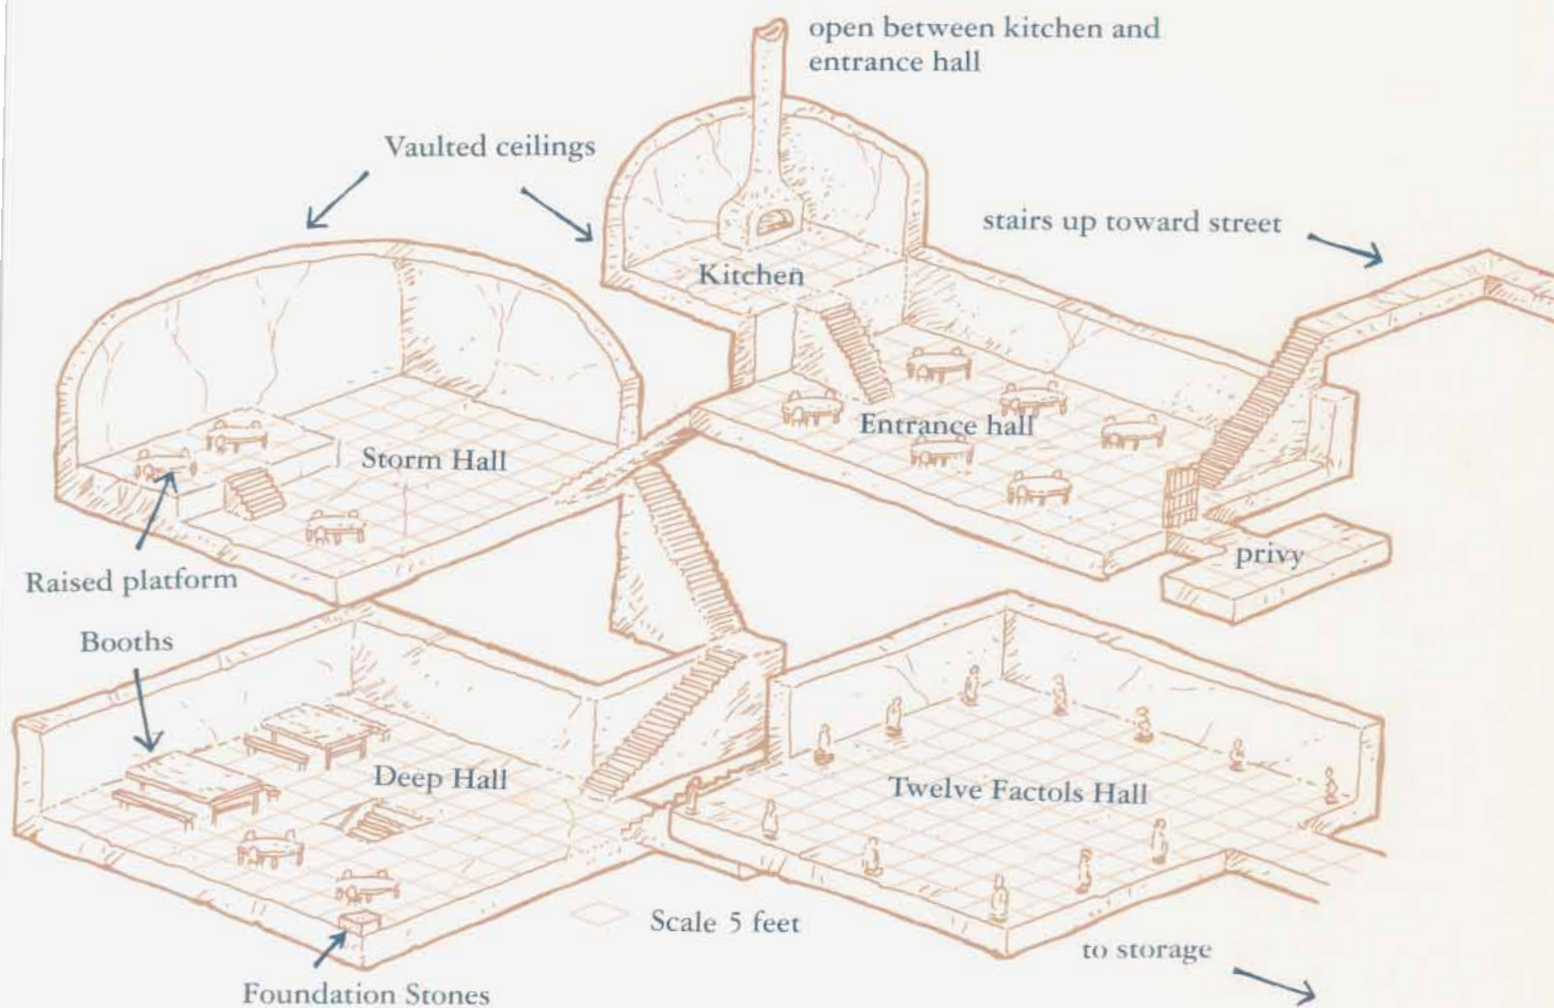 open between kitchen and
entrance hall
Vaulted ceilings
stairs up toward street
Kitchen
Entrance hall
Storm Hall
privy
Raised platform
Booths
Deep Hall
Twelve Factols Hall
Scale 5 feet
to storage
Foundation Stones